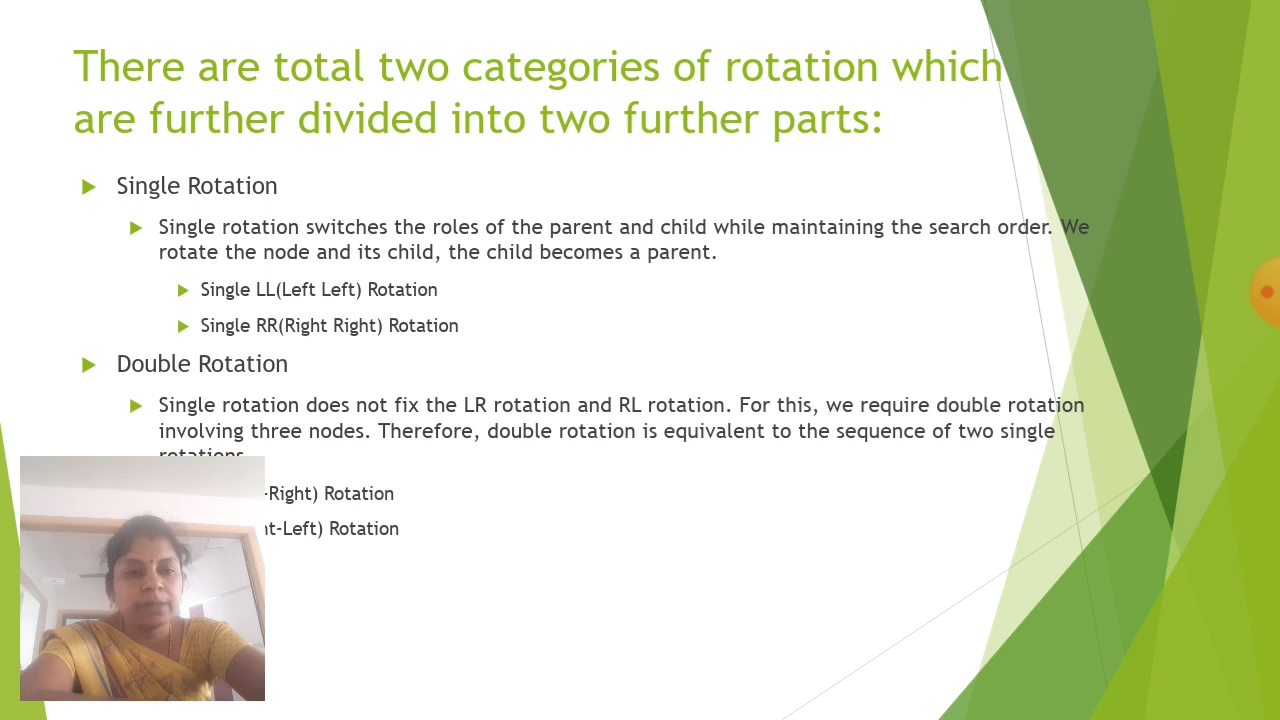 There are total two categories of rotation which
are further divided into two further parts:
Single Rotation
Single rotation switches the roles of the parent and child while maintaining the search order. We
rotate the node and its child, the child becomes a parent.
Single LL(Left Left) Rotation
Single RR(Right Right) Rotation
Double Rotation
Single rotation does not fix the LR rotation and RL rotation. For this, we require double rotation
involving three nodes. Therefore, double rotation is equivalent to the sequence of two single
rotations
-Right) Rotation
-Left) Rotation